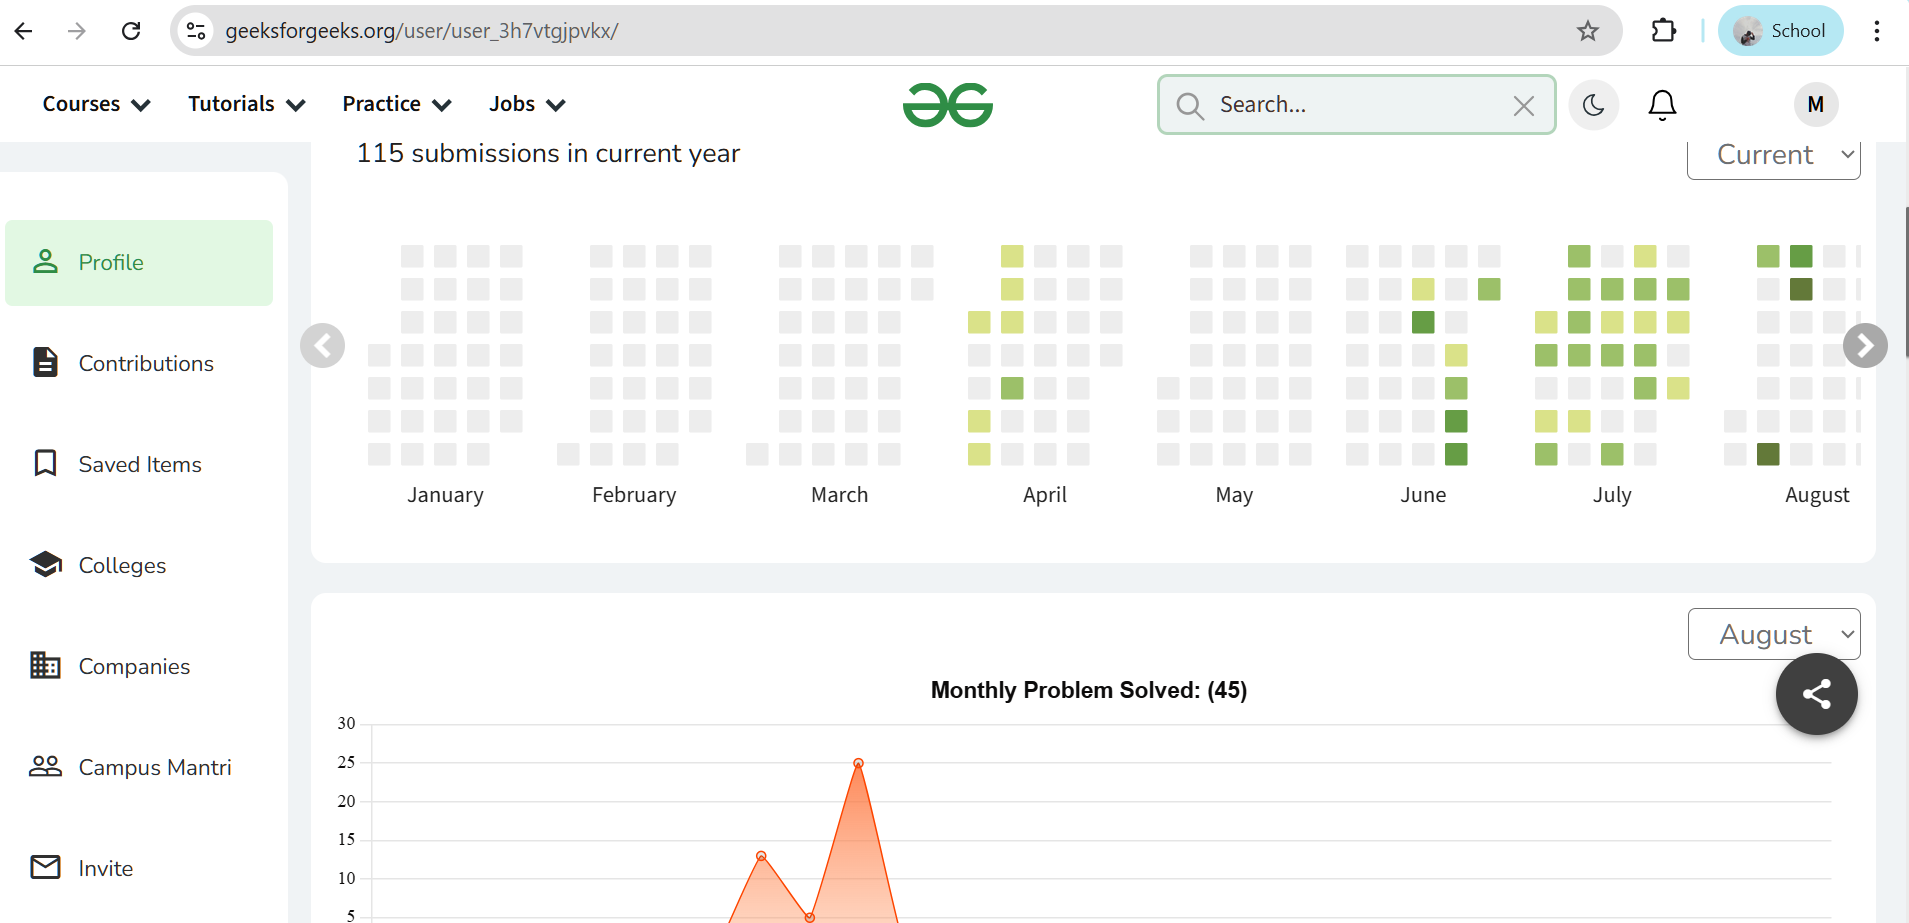 geeksforgeeks.org/user/user_3h7vtgjpvkx/
School
Courses
Tutorials
Practice
Jobs
Search...
M
115 submissions in current year
Current
Profile
Contributions
Saved Items
Colleges
Companies
Campus Mantri
Invite
January
February
March
April
May
June
July
August
August
Monthly Problem Solved: (45)
30
25
20
15
10
5